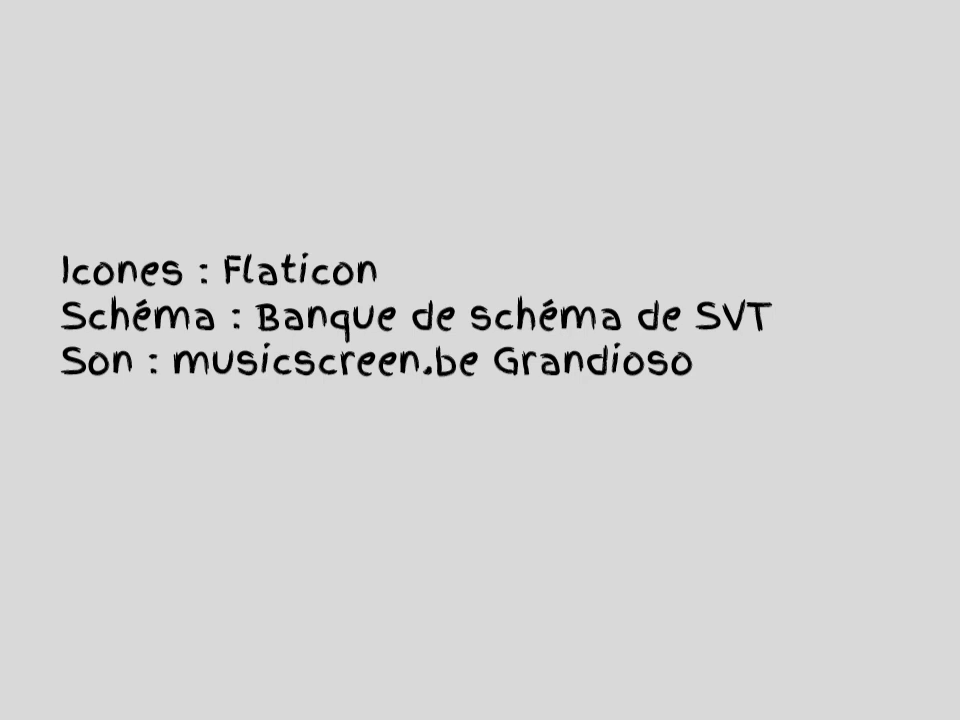 Icones : Flaticon
Schéma : Banque de schéma de SVT
Son : musicscreen.be Grandioso